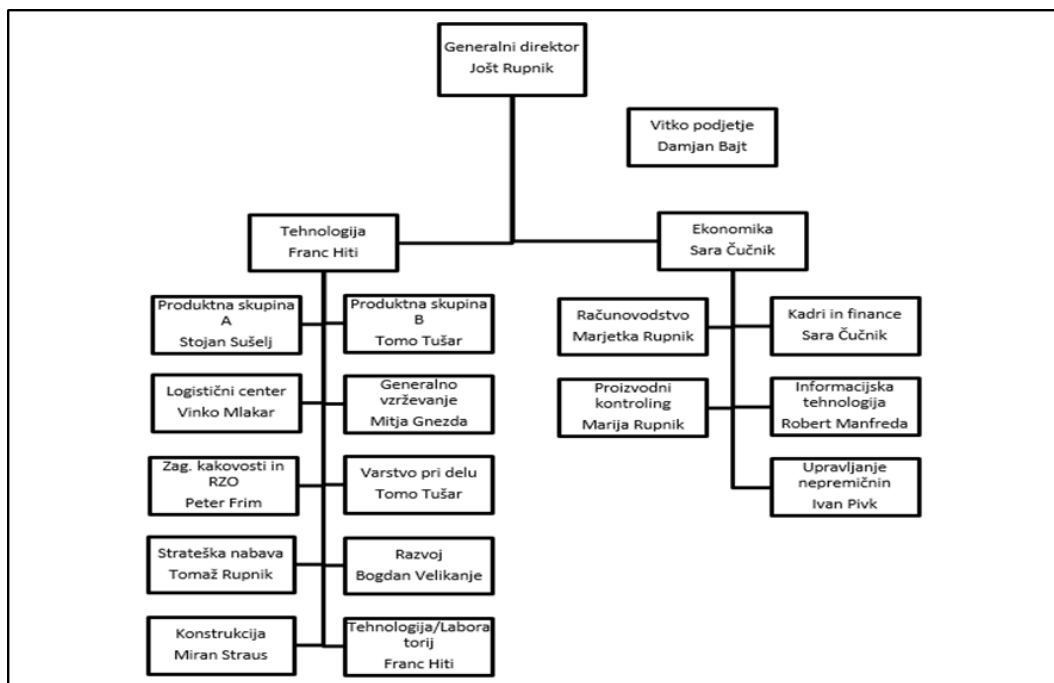 Generalni direktor
Jošt Rupnik
Vitko podjetje
Damjan Bajt
Tehnologija
Franc Hiti
Ekonomika
Sara Čučnik
Produktna skupina
A
Stojan Sušelj
Produktna skupina
B
Tomo Tušar
Računovodstvo
Marjetka Rupnik
Kadri in finance
Sara Čučnik
Logistični center
Vinko Mlakar
Generalno
vzrževanje
Mitja Gnezda
Proizvodni
kontroling
Marija Rupnik
Informacijska
tehnologija
Robert Manfreda
Zag. kakovosti in
RZO
Peter Frim
Varstvo pri delu
Tomo Tušar
Upravljanje
nepremičnin
Ivan Pivk
Strateška nabava
Tomaž Rupnik
Razvoj
Bogdan Velikanje
Konstrukcija
Miran Straus
Tehnologija/Labora
torij
Franc Hiti